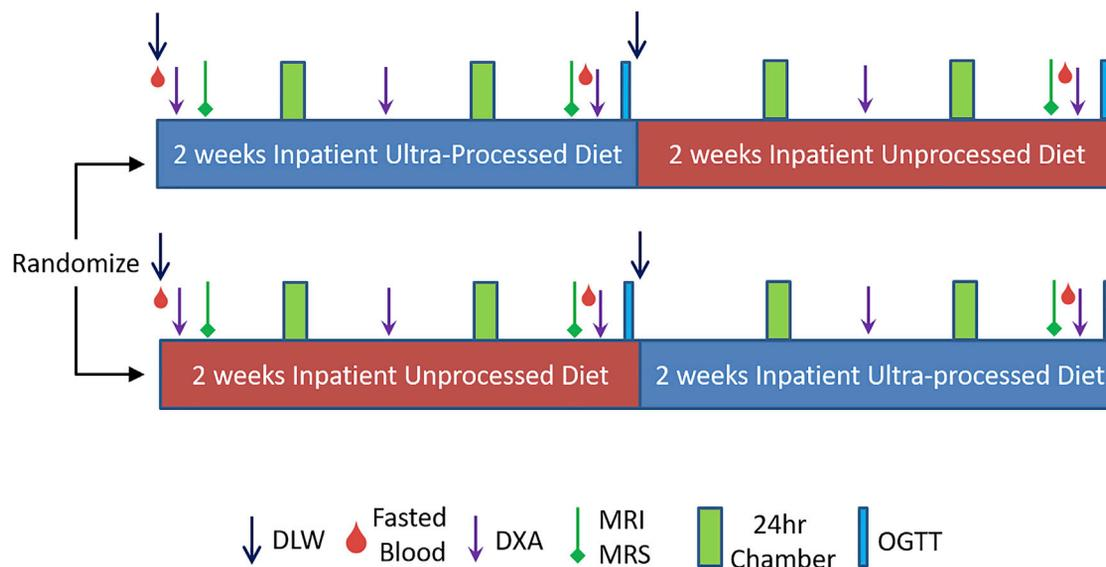 2 weeks Inpatient Ultra-Processed Diet
2 weeks Inpatient Unprocessed Diet
Randomize
2 weeks Inpatient Unprocessed Diet
2 weeks Inpatient Ultra-processed Diet
DLW
Fasted
Blood
DXA
MRI
MRS
24hr
Chamber
OGTT